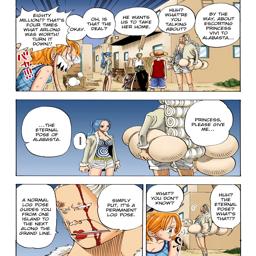 BY THE
WAY, ABOUT
ESCORTING
PRINCESS
VIVI TO
ALABASTA...
HUH?
WHAT'RE
YOU TALKING
ABOUT?
HE WANTS
US TO
TAKE HER
HOME.
OH, IS
THAT THE
DEAL?
OKAY.
EIGHTY
MILLION?
THAT'S FOUR
TIMES WHAT
ARLONG
WAS WORTH!
TURN IT
DOWN!!
PRINCESS,
PLEASE GIVE
ME...
...THE
ETERNAL POSE
OF ALABASTA.
HUH?
THE
ETERNAL
POSE?
WHAT'S
THAT?
WHAT?
YOU DON'T
KNOW?
SIMPLY
PUT, IT'S A
PERMANENT
LOG POSE.
A NORMAL
LOG POSE
GUIDES YOU
FROM ONE
ISLAND TO
THE NEXT
ALONG THE
GRAND LINE.